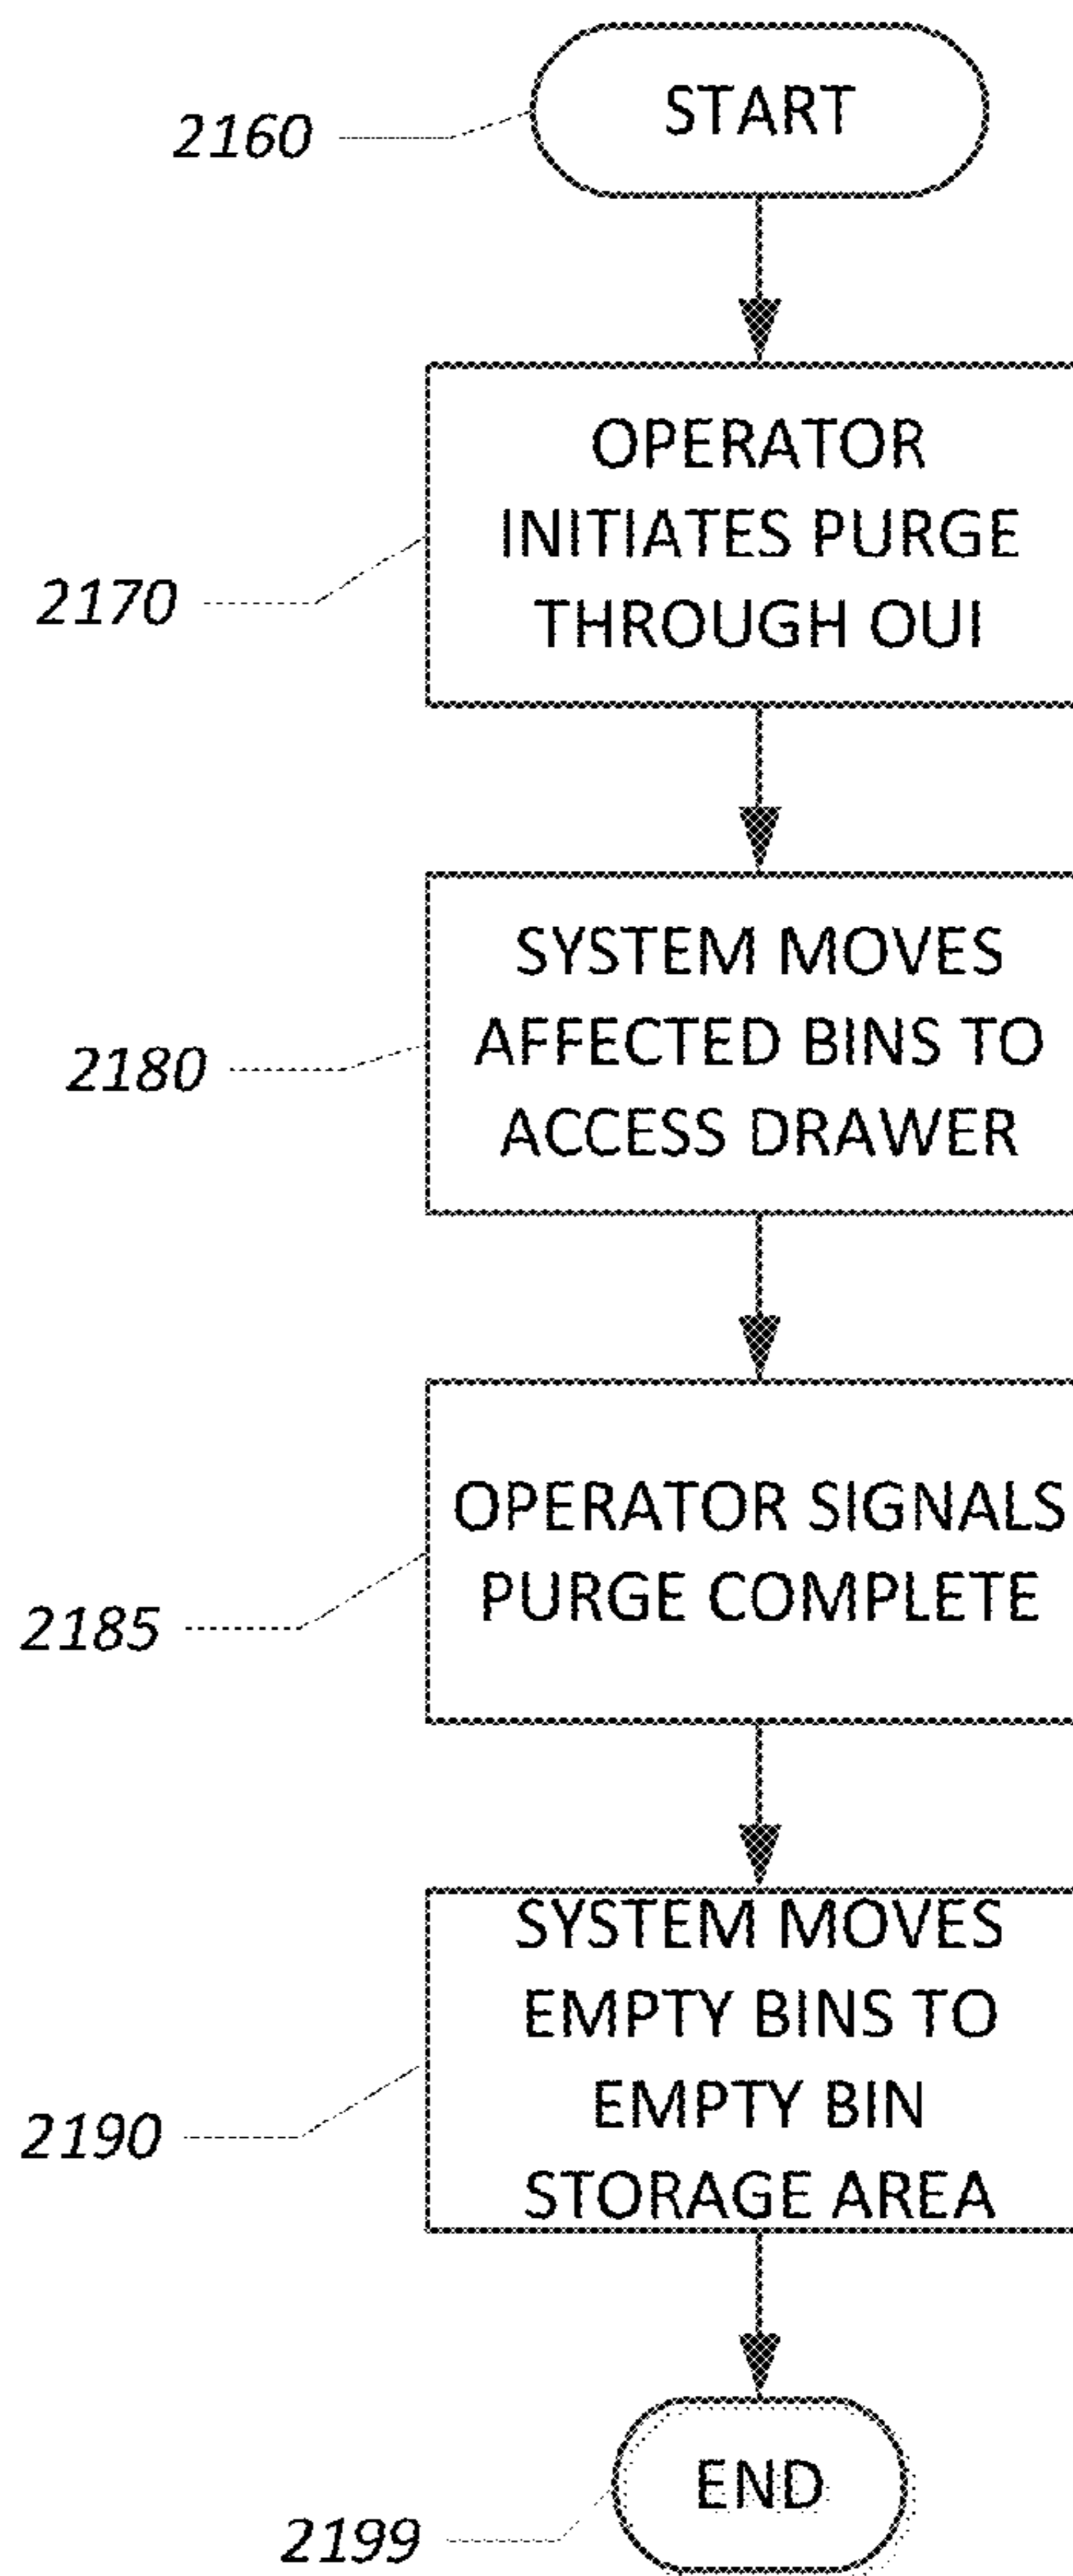 2160
START
2170
OPERATOR
INITIATES PURGE
THROUGH OUI
2180
SYSTEM MOVES
AFFECTED BINS TO
ACCESS DRAWER
2185
OPERATOR SIGNALS
PURGE COMPLETE
2190
SYSTEM MOVES
EMPTY BINS TO
EMPTY BIN
STORAGE AREA
2199
END